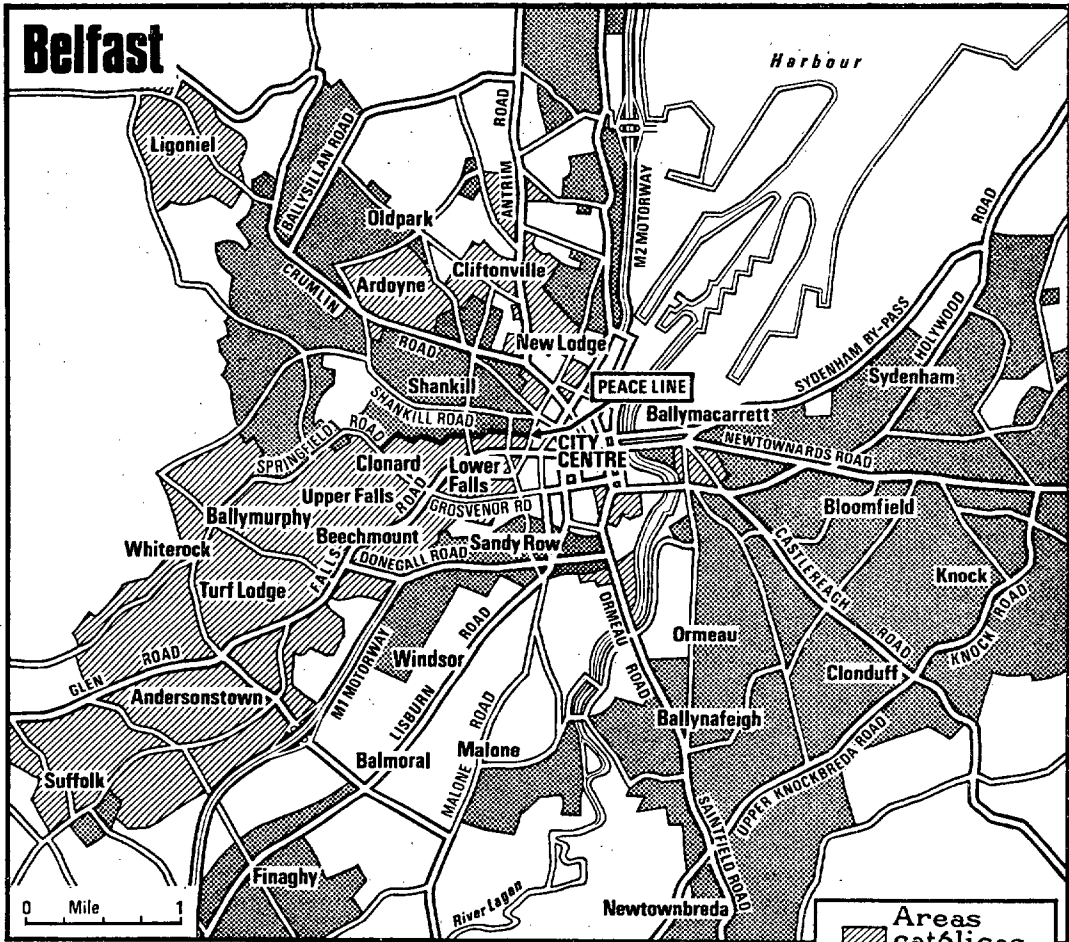 Belfast
Harbour
Ligoniel
BALLYSILLAN ROAD
ANTRIM ROAD
M2 MOTORWAY
Oldpark
Cliftonville
Ardoyne
CRUMLIN ROAD
New Lodge
PEACE LINE
SYDENHAM BY-PASS
ROAD
HOLYWOOD
Sydenham
Shankill
SHANKILL ROAD
Ballymacarrett
CITY
CENTRE
NEWTOWNARDS ROAD
SPRINGFIELD ROAD
Clonard
Lower
Falls
Upper Falls
GROSVENOR RD
Bloomfield
Ballymurphy
Beechmount
Whiterock
FALLS ROAD
DONEGALL ROAD
Sandy Row
CASTLEREAGH ROAD
Knock
KNOCK ROAD
Turf Lodge
ORMEAU ROAD
Ormeau
GLEN ROAD
Windsor
Clonduff
Andersonstown
M1 MOTORWAY
LISBURN ROAD
Ballynafeigh
Balmoral
Malone
MALONE ROAD
Suffolk
UPPER KNOCKBREDA ROAD
SAINTFIELD ROAD
Finaghy
0 Mile 1
River Lagan
Newtownbreda
Areas
católicas